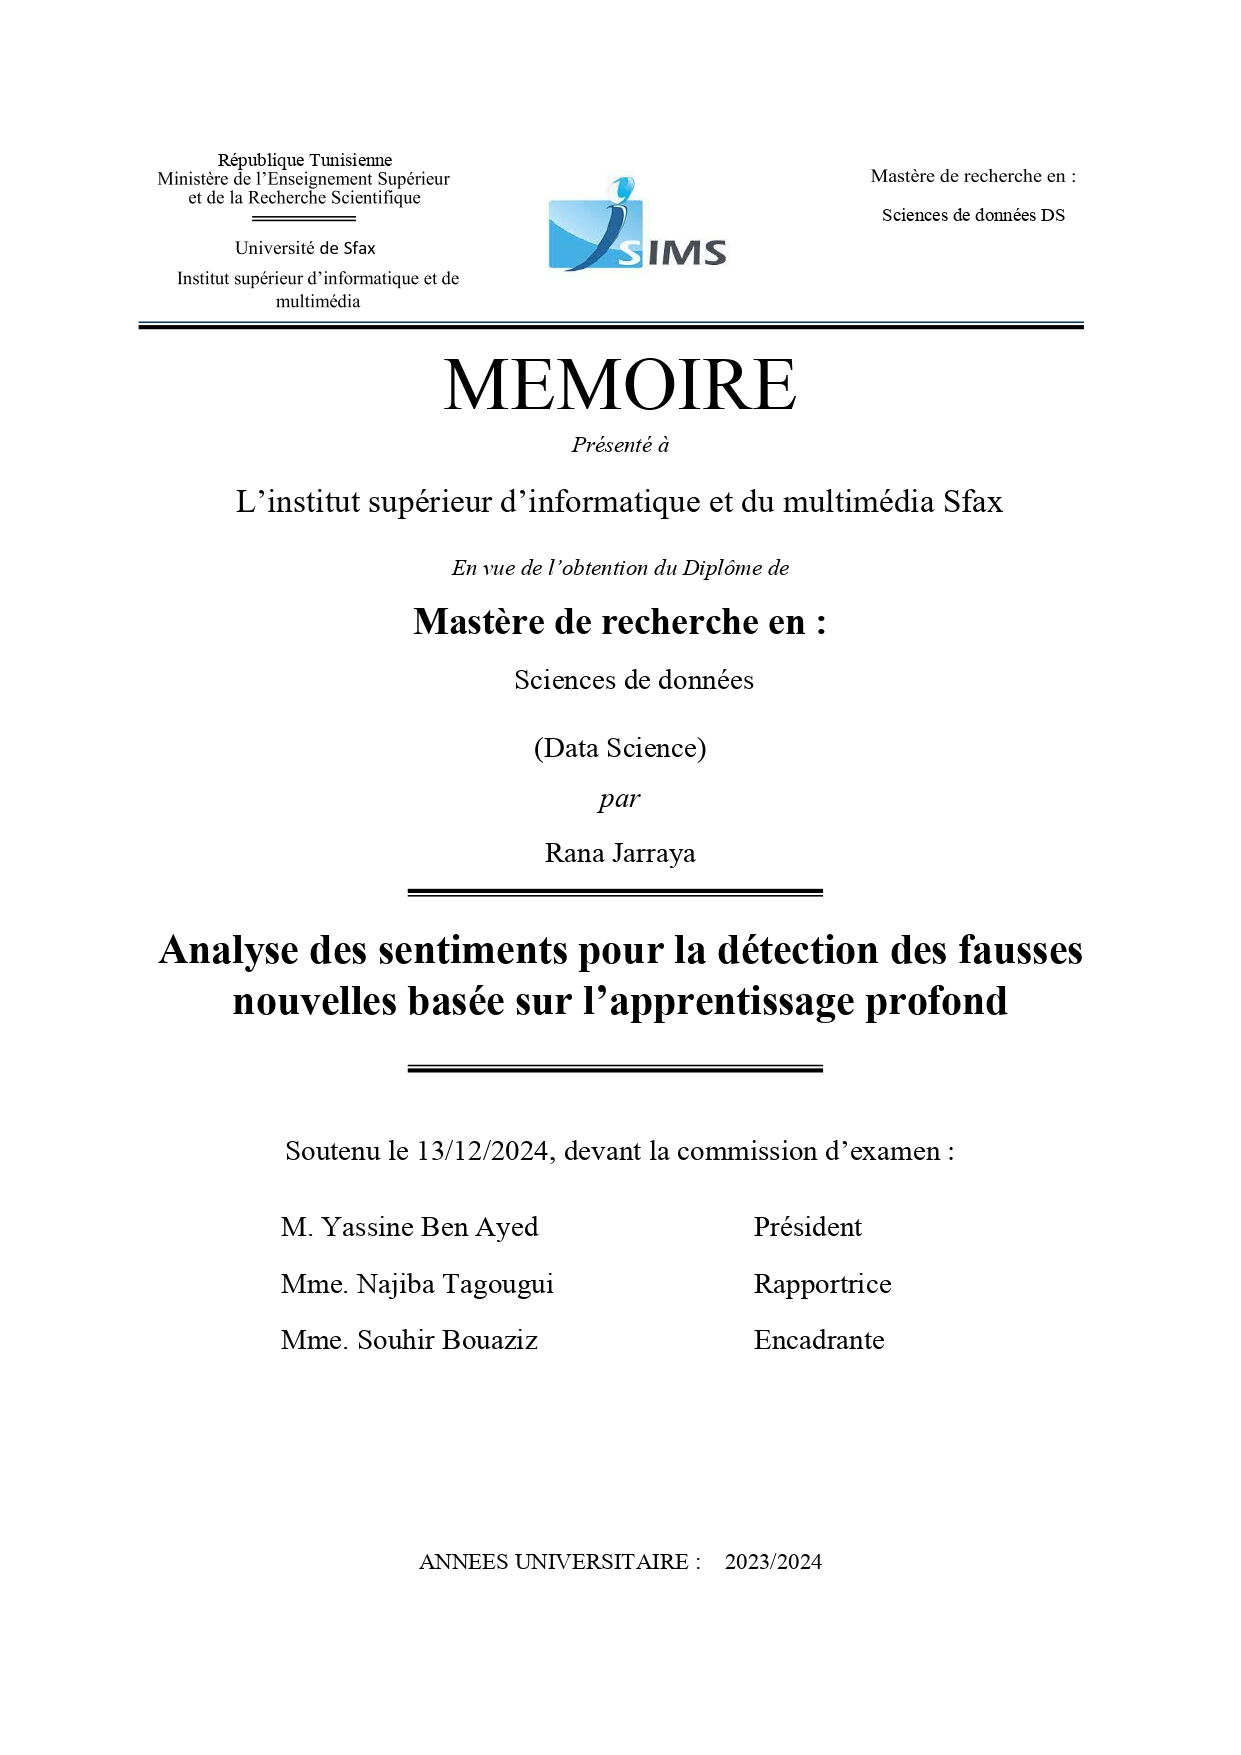 République Tunisienne
Ministère de l’Enseignement Supérieur
et de la Recherche Scientifique
Université de Sfax
Institut supérieur d’informatique et de
multimédia
SIMS
Mastère de recherche en :
Sciences de données DS
MEMOIRE
Présenté à
L’institut supérieur d’informatique et du multimédia Sfax
En vue de l’obtention du Diplôme de
Mastère de recherche en :
Sciences de données
(Data Science)
par
Rana Jarraya
Analyse des sentiments pour la détection des fausses
nouvelles basée sur l’apprentissage profond
Soutenu le 13/12/2024, devant la commission d’examen :
M. Yassine Ben Ayed Président
Mme. Najiba Tagougui Rapportrice
Mme. Souhir Bouaziz Encadrante
ANNEES UNIVERSITAIRE : 2023/2024